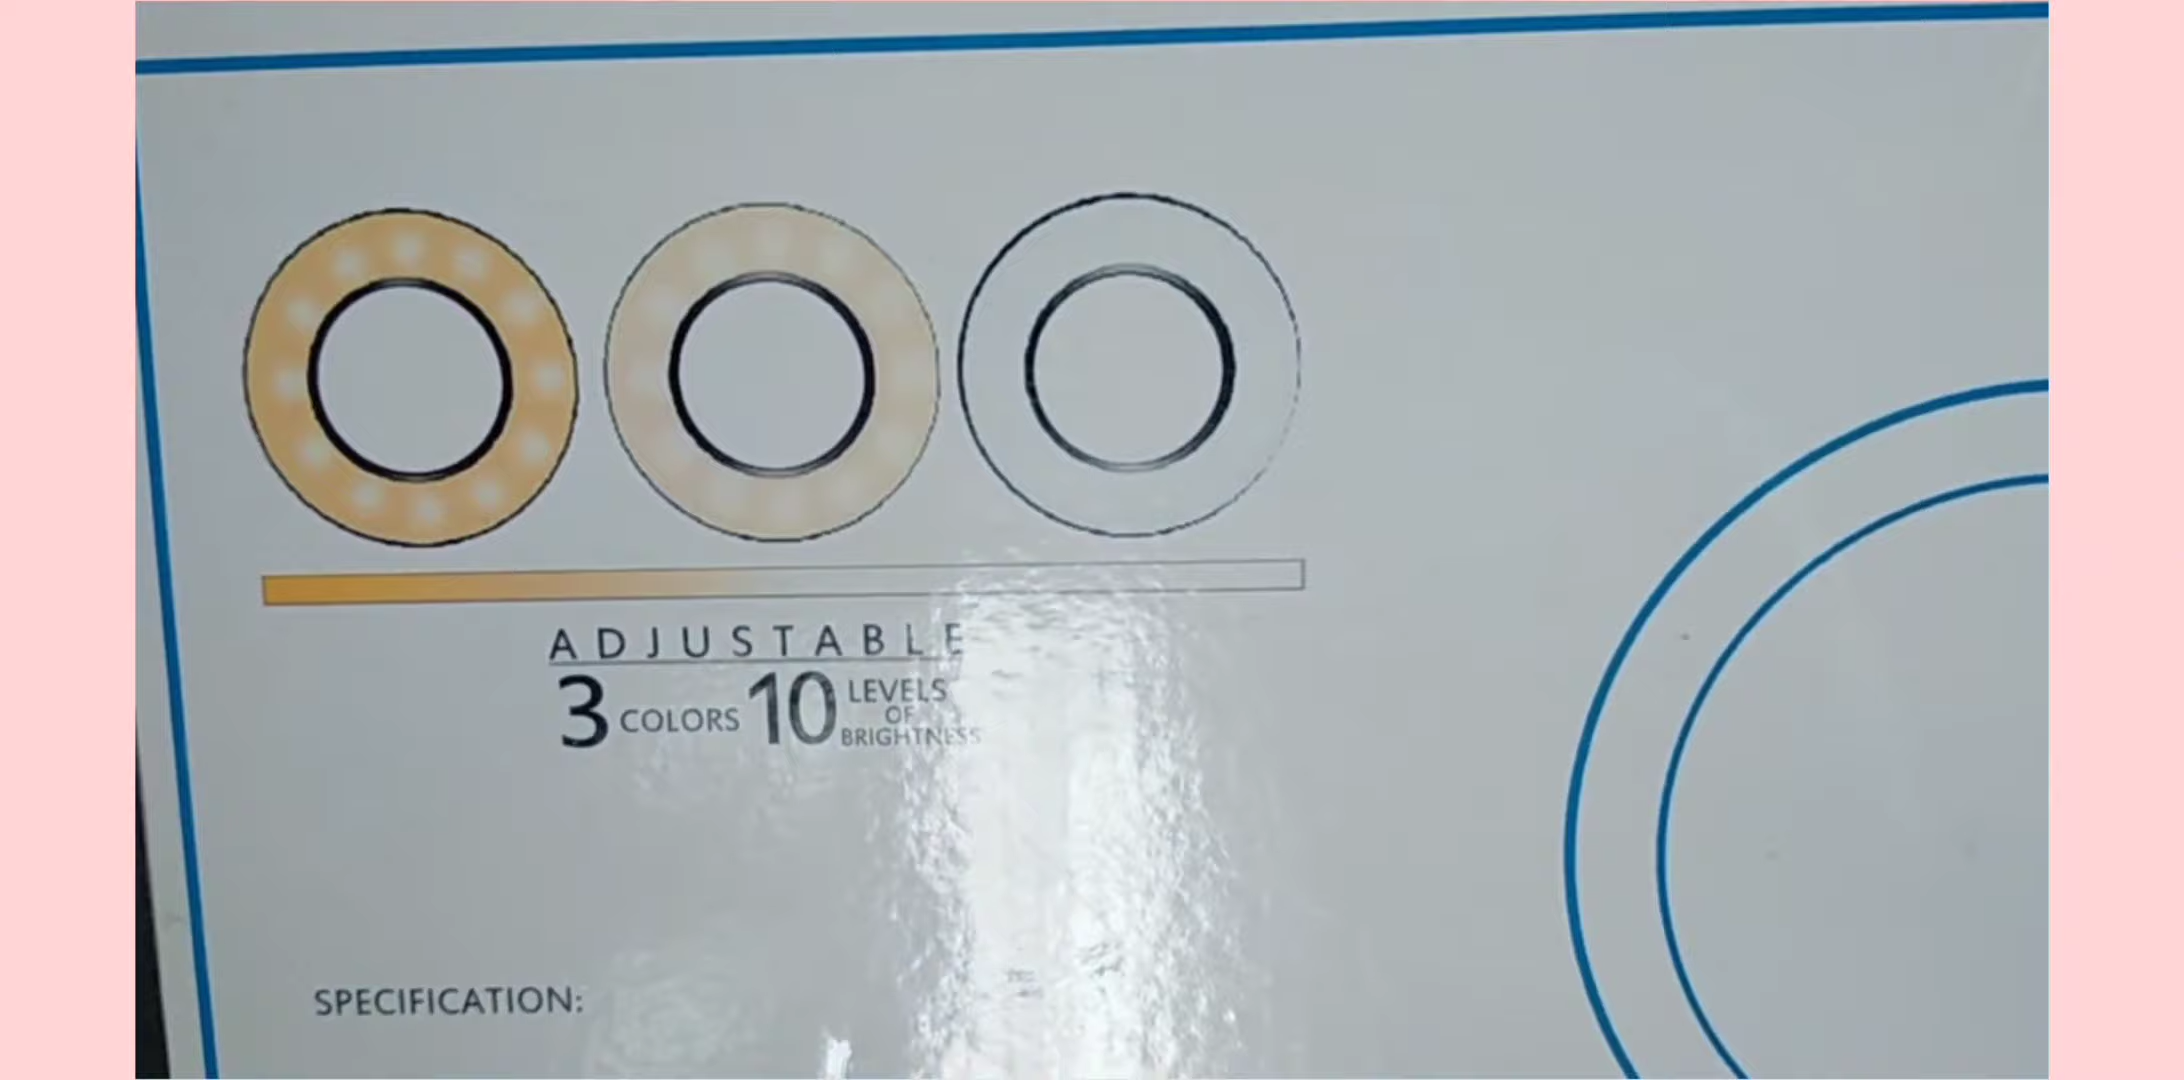 ADJUSTABLE
3 COLORS 10 LEVELS
OF
BRIGHTNESS
SPECIFICATION: